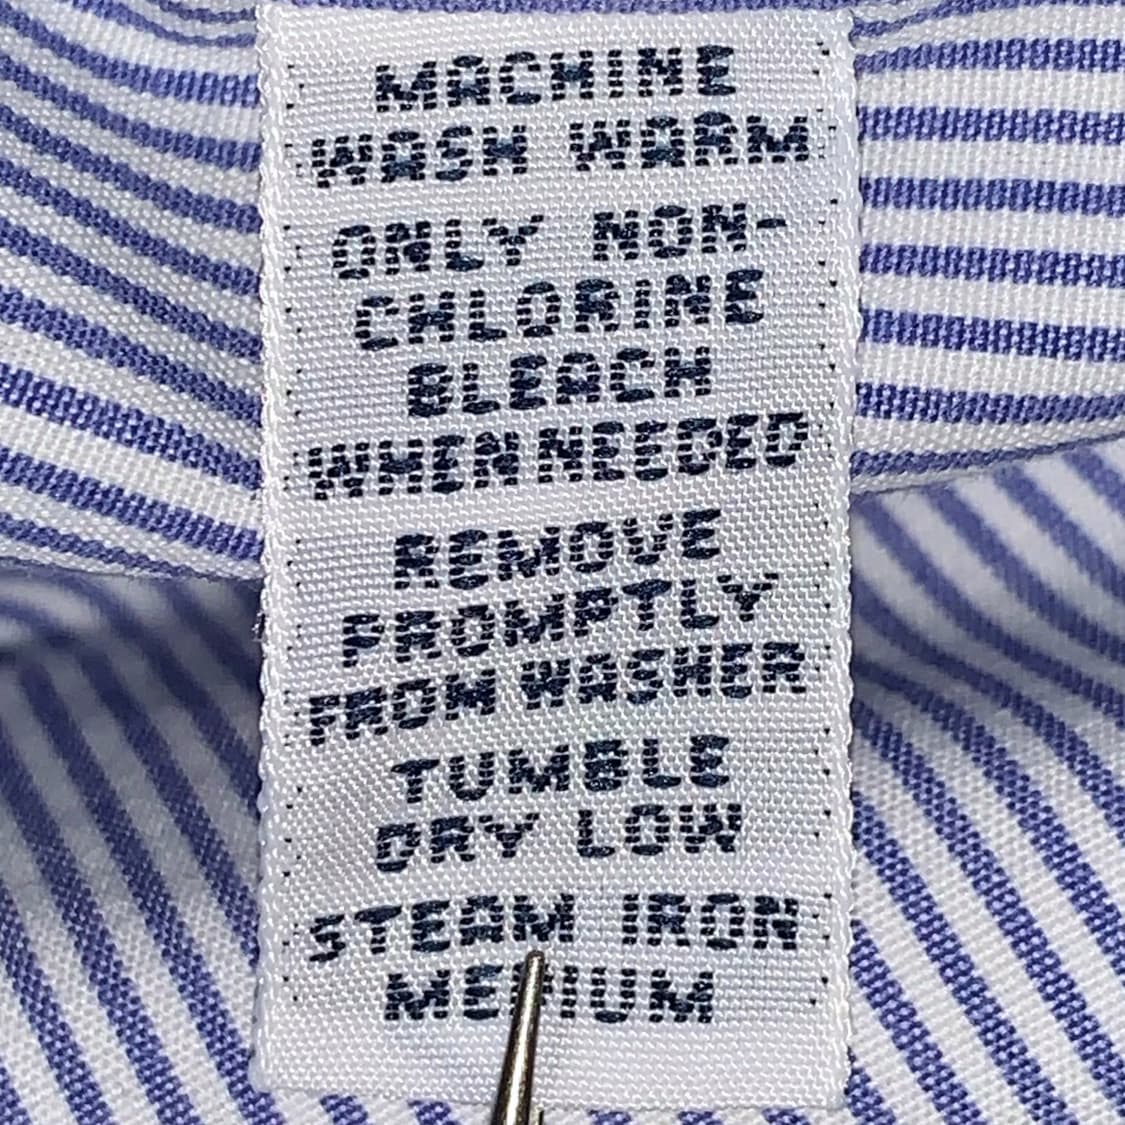 MACHINE
WASH WARM
ONLY NON-
CHLORINE
BLEACH
WHEN NEEDED
REMOVE
PROMPTLY
FROM WASHER
TUMBLE
DRY LOW
STEAM IRON
MEDIUM